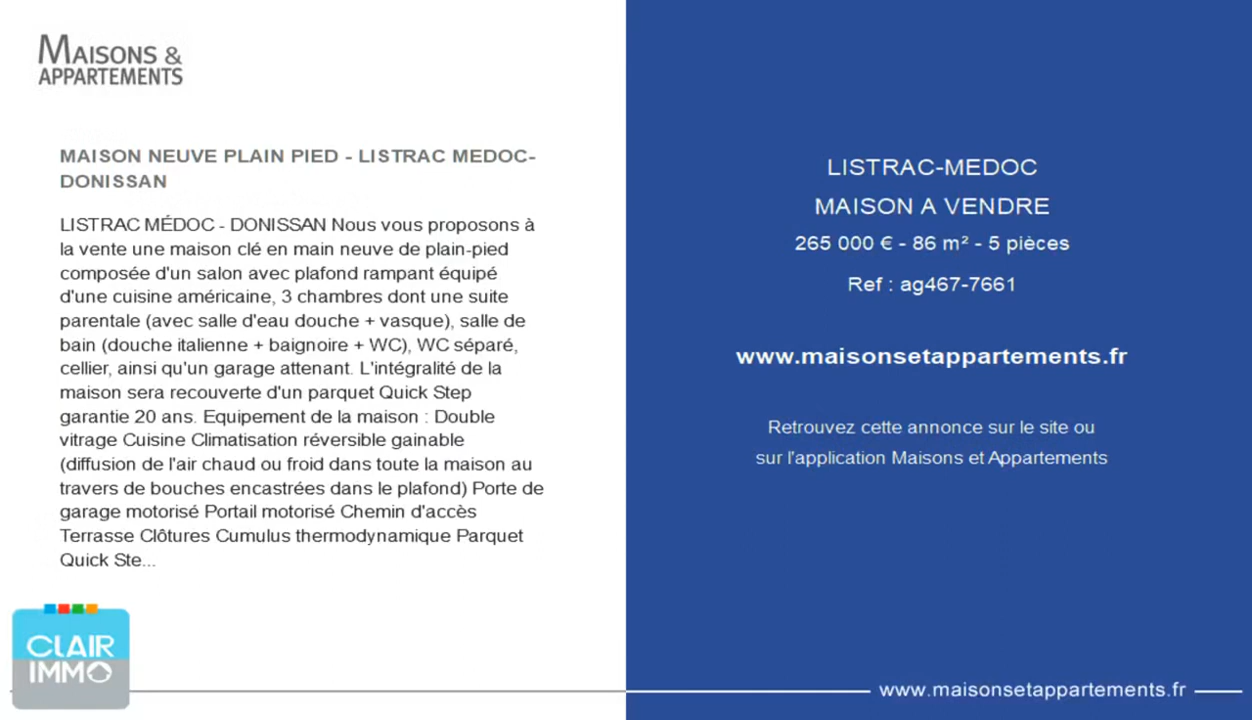 MAISONS &
APPARTEMENTS
MAISON NEUVE PLAIN PIED - LISTRAC MEDOC-
DONISSAN
LISTRAC MÉDOC - DONISSAN Nous vous proposons à
la vente une maison clé en main neuve de plain-pied
composée d'un salon avec plafond rampant équipé
d'une cuisine américaine, 3 chambres dont une suite
parentale (avec salle d'eau douche + vasque), salle de
bain (douche italienne + baignoire + WC), WC séparé,
cellier, ainsi qu'un garage attenant. L'intégralité de la
maison sera recouverte d'un parquet Quick Step
garantie 20 ans. Equipement de la maison : Double
vitrage Cuisine Climatisation réversible gainable
(diffusion de l'air chaud ou froid dans toute la maison au
travers de bouches encastrées dans le plafond) Porte de
garage motorisé Portail motorisé Chemin d'accès
Terrasse Clôtures Cumulus thermodynamique Parquet
Quick Ste...
CLAIR
IMMO
LISTRAC-MEDOC
MAISON A VENDRE
265 000 € - 86 m² - 5 pièces
Ref : ag467-7661
www.maisonsetappartements.fr
Retrouvez cette annonce sur le site ou
sur l'application Maisons et Appartements
www.maisonsetappartements.fr